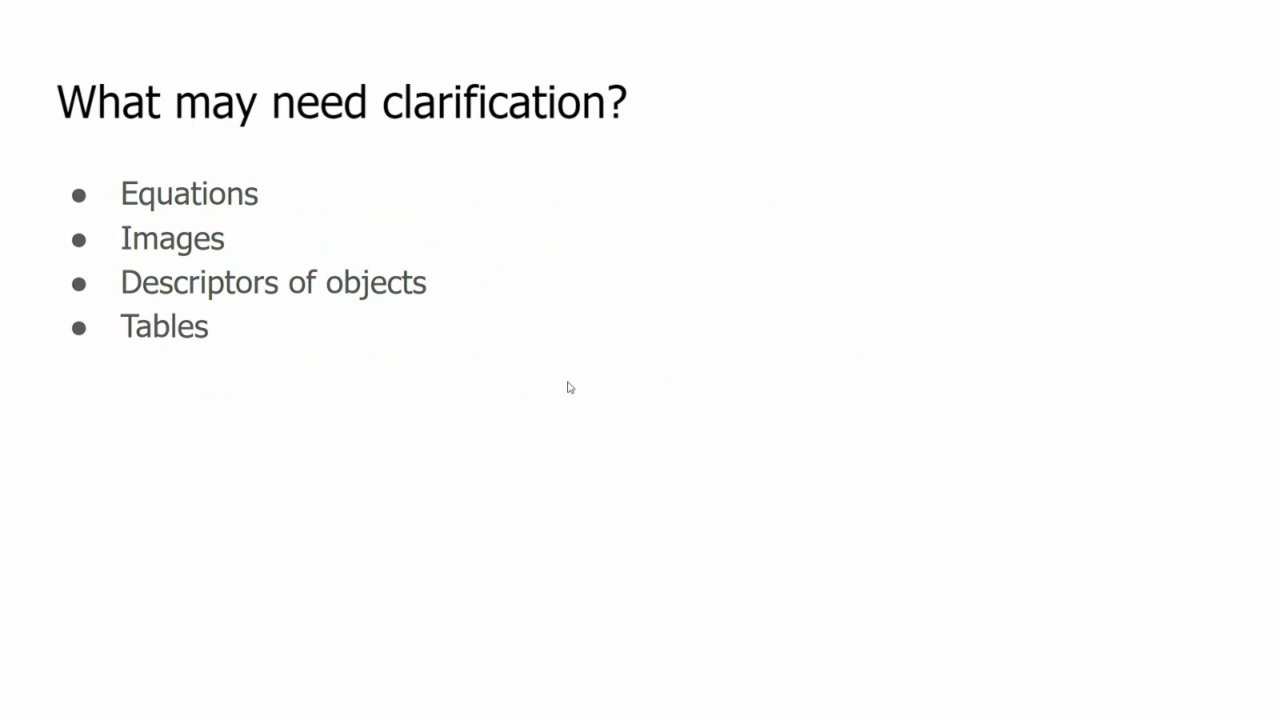 What may need clarification?
● Equations
● Images
● Descriptors of objects
● Tables